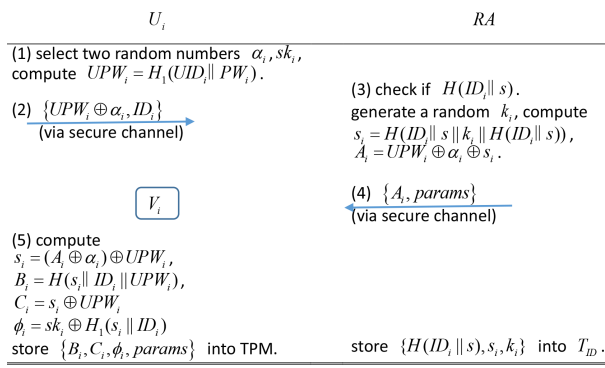 U_i RA
(1) select two random numbers α_i, sk_i,
compute UPW_i = H_1(UID_i || PW_i).
(2) {UPW_i ⊕ α_i, ID_i}
(via secure channel)
(3) check if H(ID_i || s).
generate a random k_i, compute
s_i = H(ID_i || s || k_i || H(ID_i || s)),
A_i = UPW_i ⊕ α_i ⊕ s_i.
(4) {A_i, params}
(via secure channel)
V_i
(5) compute
s_i = (A_i ⊕ α_i) ⊕ UPW_i,
B_i = H(s_i || ID_i || UPW_i),
C_i = s_i ⊕ UPW_i
ϕ_i = sk_i ⊕ H_1(s_i || ID_i)
store {B_i, C_i, ϕ_i, params} into TPM.
store {H(ID_i || s), s_i, k_i} into T_ID.